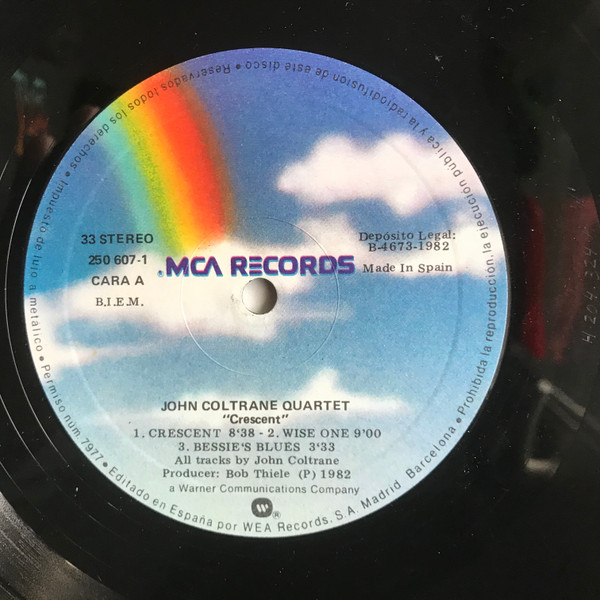 33 STEREO
250 607-1
CARA A
B.I.E.M.
.MCA RECORDS
Depósito Legal:
B-4673-1982
Made In Spain
JOHN COLTRANE QUARTET
"Crescent"
1. CRESCENT 8'38 - 2. WISE ONE 9'00
3. BESSIE'S BLUES 3'33
All tracks by John Coltrane
Producer: Bob Thiele (P) 1982
a Warner Communications Company
W ®
Editado en España por WEA Records, S.A. Madrid Barcelona • Prohibida la reproducción, la ejecución pública y la radiodifusion de este disco • Reservados todos los derechos • Impuesto de lujo a metálico • Permiso núm 7977 •